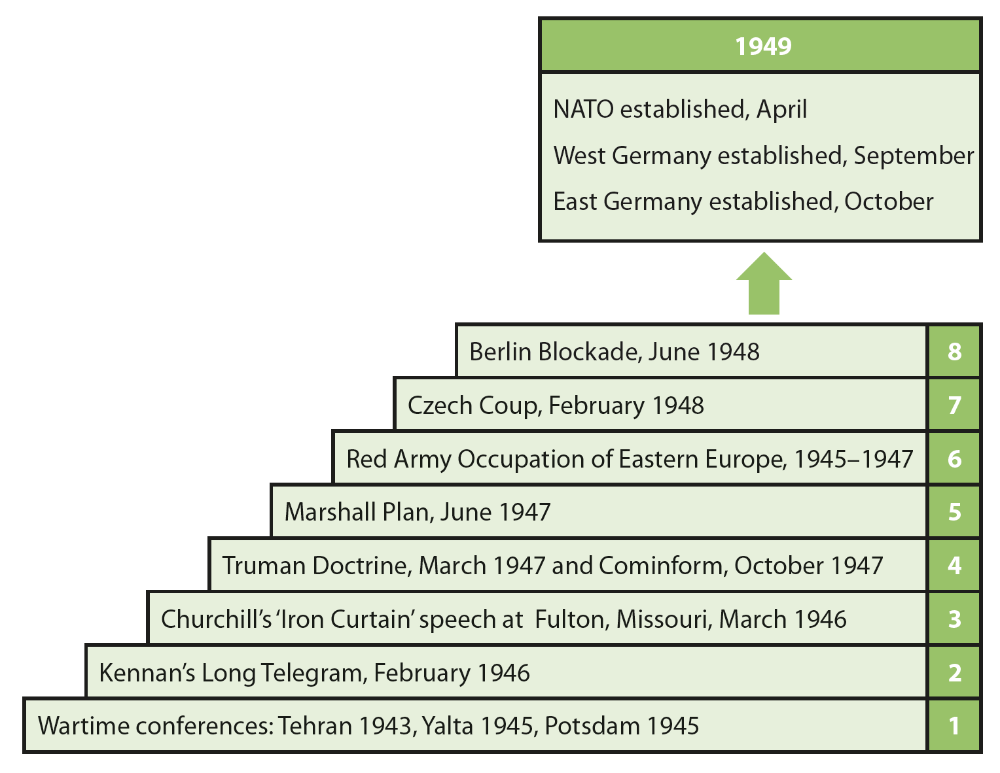 1949
NATO established, April
West Germany established, September
East Germany established, October
Berlin Blockade, June 1948 8
Czech Coup, February 1948 7
Red Army Occupation of Eastern Europe, 1945–1947 6
Marshall Plan, June 1947 5
Truman Doctrine, March 1947 and Cominform, October 1947 4
Churchill’s ‘Iron Curtain’ speech at Fulton, Missouri, March 1946 3
Kennan’s Long Telegram, February 1946 2
Wartime conferences: Tehran 1943, Yalta 1945, Potsdam 1945 1